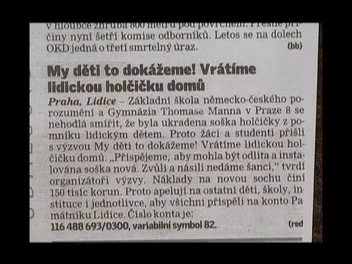 v hloubce zhruba 800 metrů pod povrchem. Přesné pří-
činy nyní šetří komise odborníků. Letos se na dolech
OKD jedná o třetí smrtelný úraz.
(bb)
My děti to dokážeme! Vrátíme
lidickou holčičku domů
Praha, Lidice – Základní škola německo-českého po-
rozumění a Gymnázia Thomase Manna v Praze 8 se
nehodlá smířit, že byla ukradena soška holčičky z po-
mníku lidickým dětem. Proto žáci a studenti přišli
s výzvou My děti to dokážeme! Vrátíme lidickou hol-
čičku domů. „Přispějeme, aby mohla být odlita a insta-
lována soška nová. Zvůli a násilí nedáme šanci,“ tvrdí
organizátoři výzvy. Náklady na novou sochu činí
150 tisíc korun. Proto apelují na ostatní děti, školy, in-
stituce i jednotlivce, aby všichni přispěli na konto Pa-
mátníku Lidice. Číslo konta je:
116 488 693/0300, variabilní symbol 82.
(red